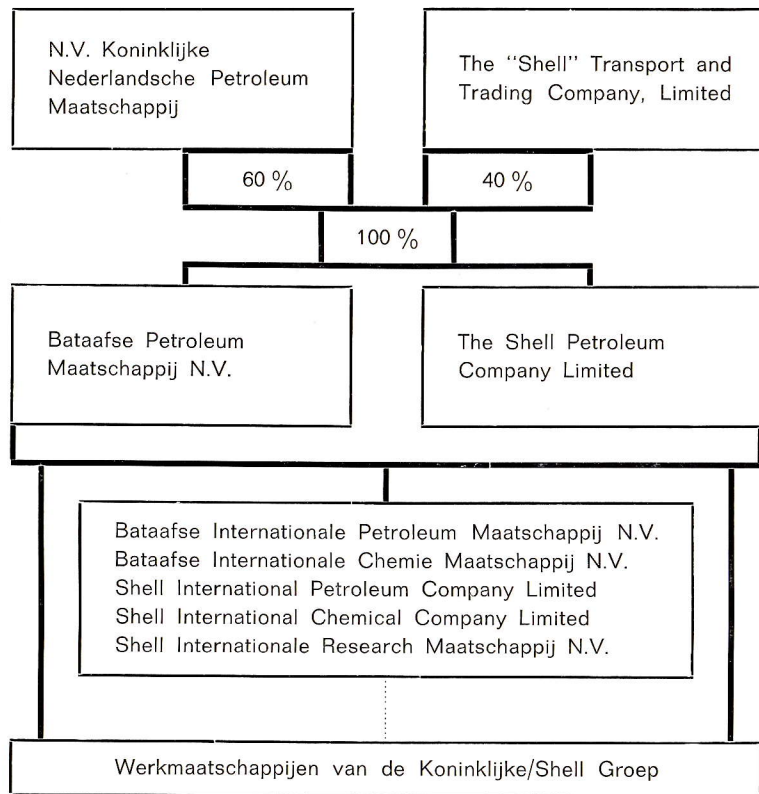 N.V. Koninklijke
Nederlandsche Petroleum
Maatschappij
The "Shell" Transport and
Trading Company, Limited
60 %
40 %
100 %
Bataafse Petroleum
Maatschappij N.V.
The Shell Petroleum
Company Limited
Bataafse Internationale Petroleum Maatschappij N.V.
Bataafse Internationale Chemie Maatschappij N.V.
Shell International Petroleum Company Limited
Shell International Chemical Company Limited
Shell Internationale Research Maatschappij N.V.
Werkmaatschappijen van de Koninklijke/Shell Groep